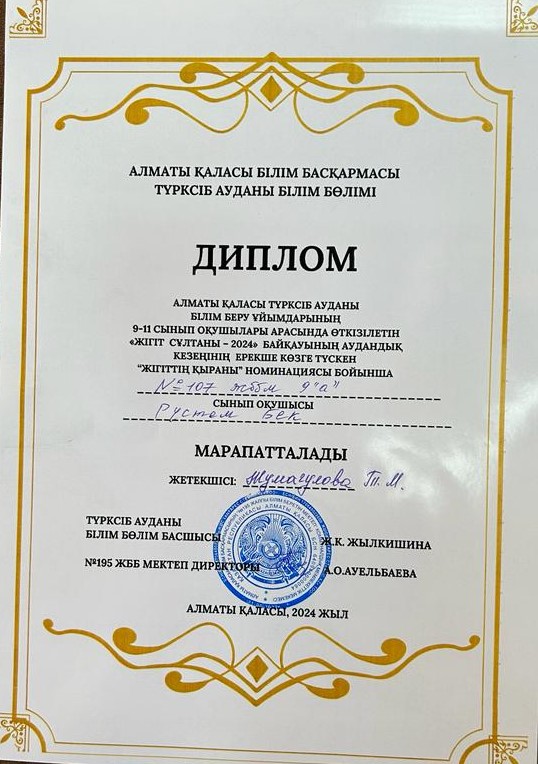 АЛМАТЫ ҚАЛАСЫ БІЛІМ БАСҚАРМАСЫ
ТҮРКСІБ АУДАНЫ БІЛІМ БӨЛІМІ
ДИПЛОМ
АЛМАТЫ ҚАЛАСЫ ТҮРКСІБ АУДАНЫ
БІЛІМ БЕРУ ҰЙЫМДАРЫНЫҢ
9-11 СЫНЫП ОҚУШЫЛАРЫ АРАСЫНДА ӨТКІЗІЛЕТІН
«ЖІГІТ СҰЛТАНЫ – 2024» БАЙҚАУЫНЫҢ АУДАНДЫҚ
КЕЗЕҢІНІҢ ЕРЕКШЕ КӨЗГЕ ТҮСКЕН
“ЖІГІТТІҢ ҚЫРАНЫ” НОМИНАЦИЯСЫ БОЙЫНША
№107 жббм 9"а"
СЫНЫП ОҚУШЫСЫ
Рүстем Бек
МАРАПАТТАЛАДЫ
ЖЕТЕКШІСІ: Жумагулова Г. М.
ТҮРКСІБ АУДАНЫ
БІЛІМ БӨЛІМ БАСШЫСЫ Ж.К. ЖЫЛКИШИНА
№195 ЖББ МЕКТЕП ДИРЕКТОРЫ А.О.АУЕЛЬБАЕВА
АЛМАТЫ ҚАЛАСЫ, 2024 ЖЫЛ